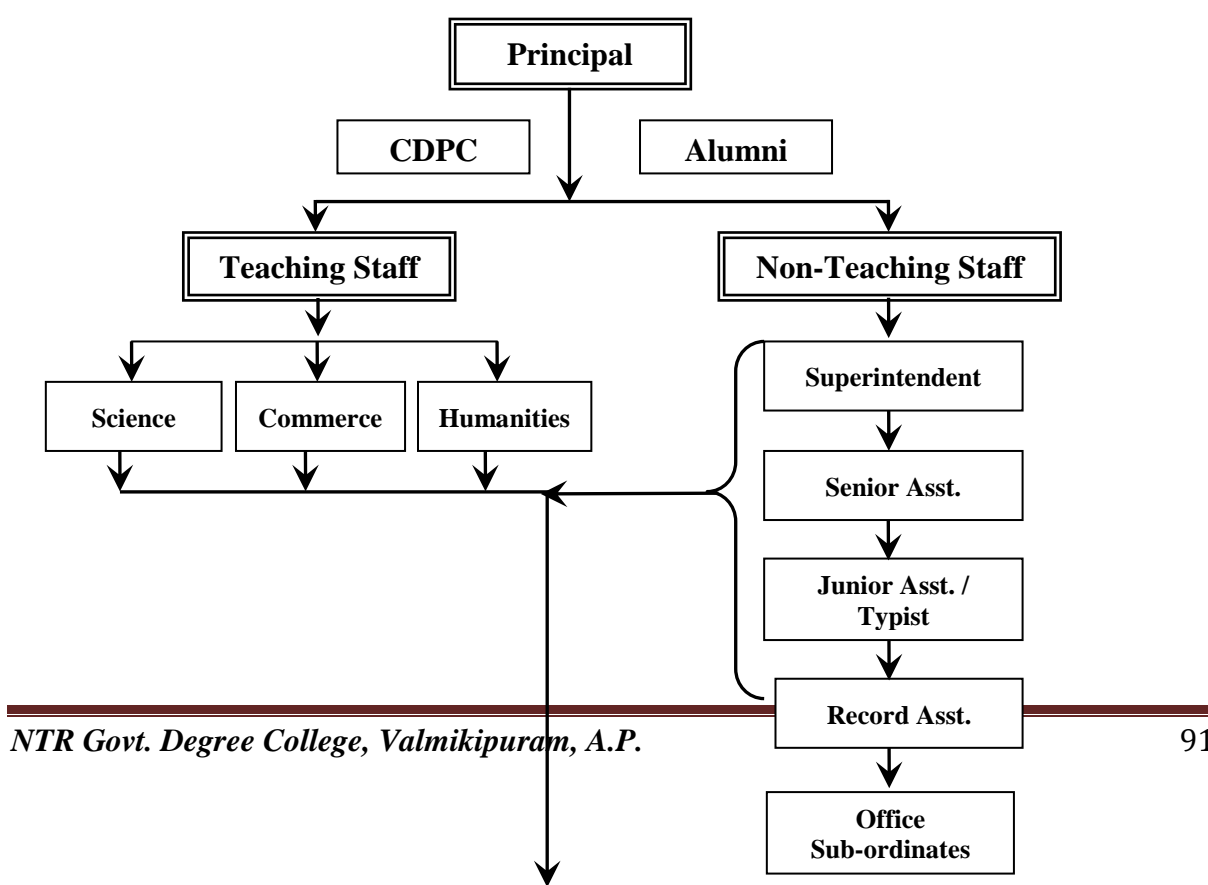 Principal
CDPC
Alumni
Teaching Staff
Non-Teaching Staff
Science
Commerce
Humanities
Superintendent
Senior Asst.
Junior Asst. /
Typist
Record Asst.
NTR Govt. Degree College, Valmikipuram, A.P.
91
Office
Sub-ordinates